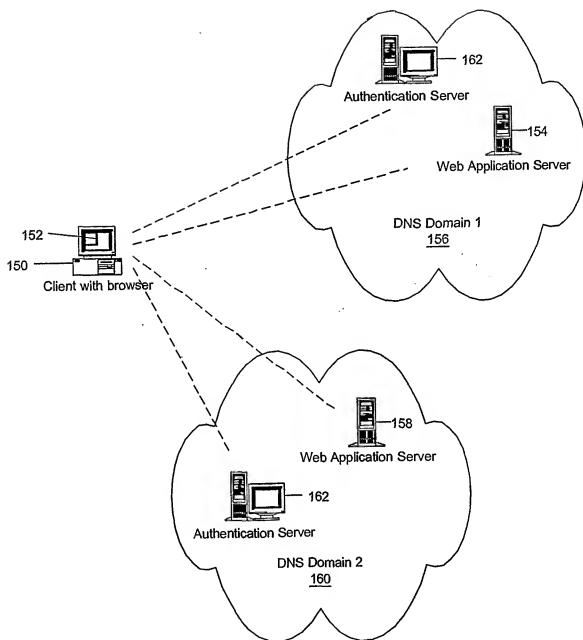 162
Authentication Server
154
Web Application Server
DNS Domain 1
156
152
150
Client with browser
158
Web Application Server
162
Authentication Server
DNS Domain 2
160